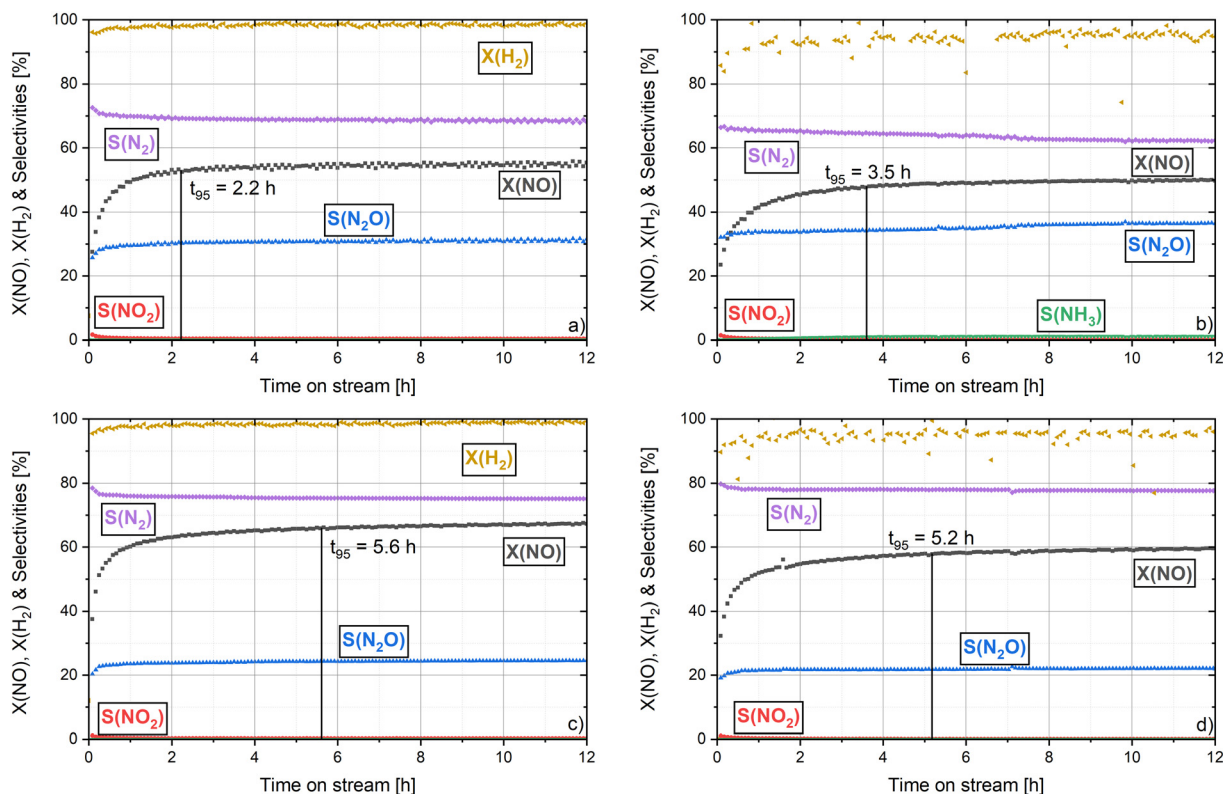 X(NO), X(H₂) & Selectivities [%]
100
80
60
40
20
0
X(H₂)
S(N₂)
t₉₅ = 2.2 h
X(NO)
S(N₂O)
S(NO₂)
a)
0 2 4 6 8 10 12
Time on stream [h]
X(NO), X(H₂) & Selectivities [%]
100
80
60
40
20
0
X(H₂)
S(N₂)
t₉₅ = 3.5 h
X(NO)
S(N₂O)
S(NO₂)
S(NH₃)
b)
0 2 4 6 8 10 12
Time on stream [h]
X(NO), X(H₂) & Selectivities [%]
100
80
60
40
20
0
X(H₂)
S(N₂)
t₉₅ = 5.6 h
X(NO)
S(N₂O)
S(NO₂)
c)
0 2 4 6 8 10 12
Time on stream [h]
X(NO), X(H₂) & Selectivities [%]
100
80
60
40
20
0
S(N₂)
t₉₅ = 5.2 h
X(NO)
S(N₂O)
S(NO₂)
d)
0 2 4 6 8 10 12
Time on stream [h]